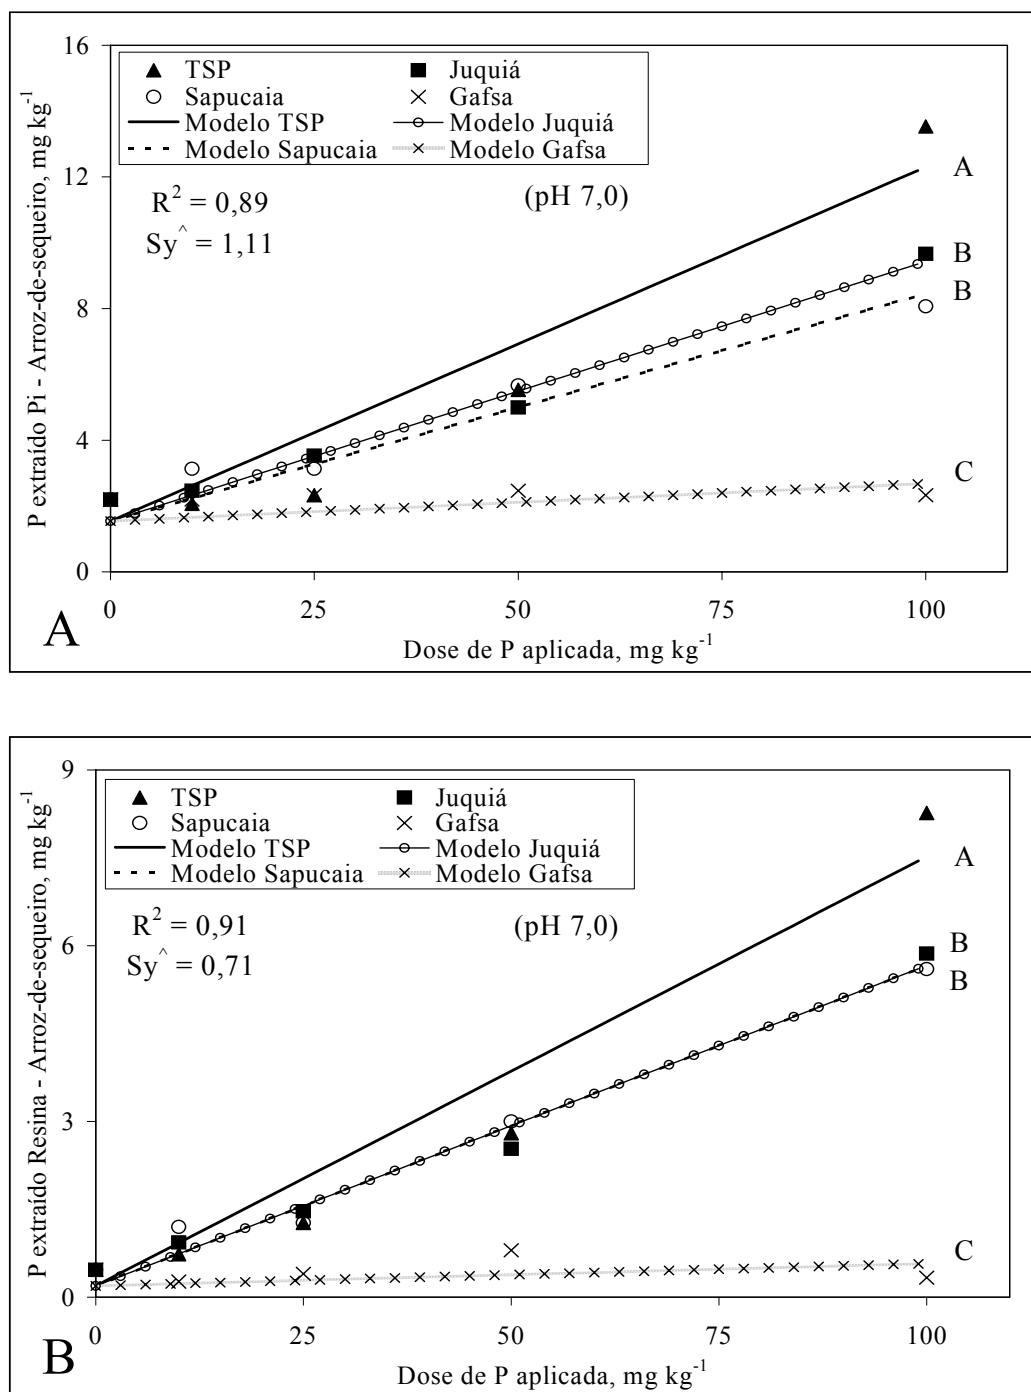 P extraído Pi - Arroz-de-sequeiro, mg kg⁻¹
16
12
8
4
0
TSP Juquiá
Sapucaia Gafsa
Modelo TSP Modelo Juquiá
Modelo Sapucaia Modelo Gafsa
R² = 0,89 (pH 7,0)
Sy^ = 1,11
A
B
B
C
0 25 50 75 100
A
Dose de P aplicada, mg kg⁻¹
P extraído Resina - Arroz-de-sequeiro, mg kg⁻¹
9
6
3
0
TSP Juquiá
Sapucaia Gafsa
Modelo TSP Modelo Juquiá
Modelo Sapucaia Modelo Gafsa
R² = 0,91 (pH 7,0)
Sy^ = 0,71
A
B
B
C
0 25 50 75 100
B
Dose de P aplicada, mg kg⁻¹